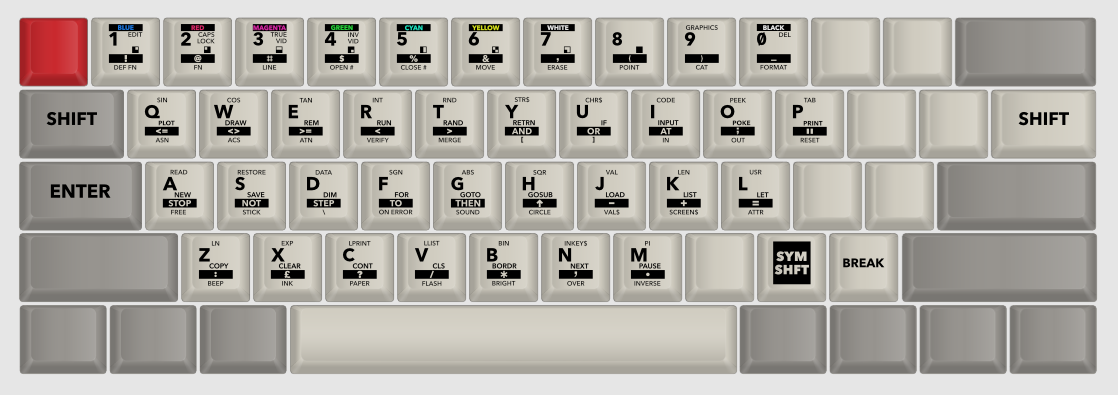 BLUE
1 EDIT
!
DEF FN
RED
2 CAPS LOCK
@
FN
MAGENTA
3 TRUE VID
#
LINE
GREEN
4 INV VID
$
OPEN #
CYAN
5
%
CLOSE #
YELLOW
6
&
MOVE
WHITE
7
'
ERASE
8
(
POINT
GRAPHICS
9
)
CAT
BLACK
0 DEL
_
FORMAT
SHIFT
SIN
Q PLOT
<=
ASN
COS
W DRAW
<>
ACS
TAN
E REM
>=
ATN
INT
R RUN
<
VERIFY
RND
T RAND
>
MERGE
STR$
Y RETRN
AND
[
CHR$
U IF
OR
]
CODE
I INPUT
AT
IN
PEEK
O POKE
;
OUT
TAB
P PRINT
"
RESET
SHIFT
ENTER
READ
A NEW
STOP
FREE
RESTORE
S SAVE
NOT
STICK
DATA
D DIM
STEP
\
SGN
F FOR
TO
ON ERROR
ABS
G GOTO
THEN
SOUND
SQR
H GOSUB
↑
CIRCLE
VAL
J LOAD
−
VAL$
LEN
K LIST
+
SCREEN$
USR
L LET
=
ATTR
LN
Z COPY
:
BEEP
EXP
X CLEAR
£
INK
LPRINT
C CONT
?
PAPER
LLIST
V CLS
/
FLASH
BIN
B BORDR
*
BRIGHT
INKEY$
N NEXT
,
OVER
PI
M PAUSE
.
INVERSE
SYM
SHFT
BREAK